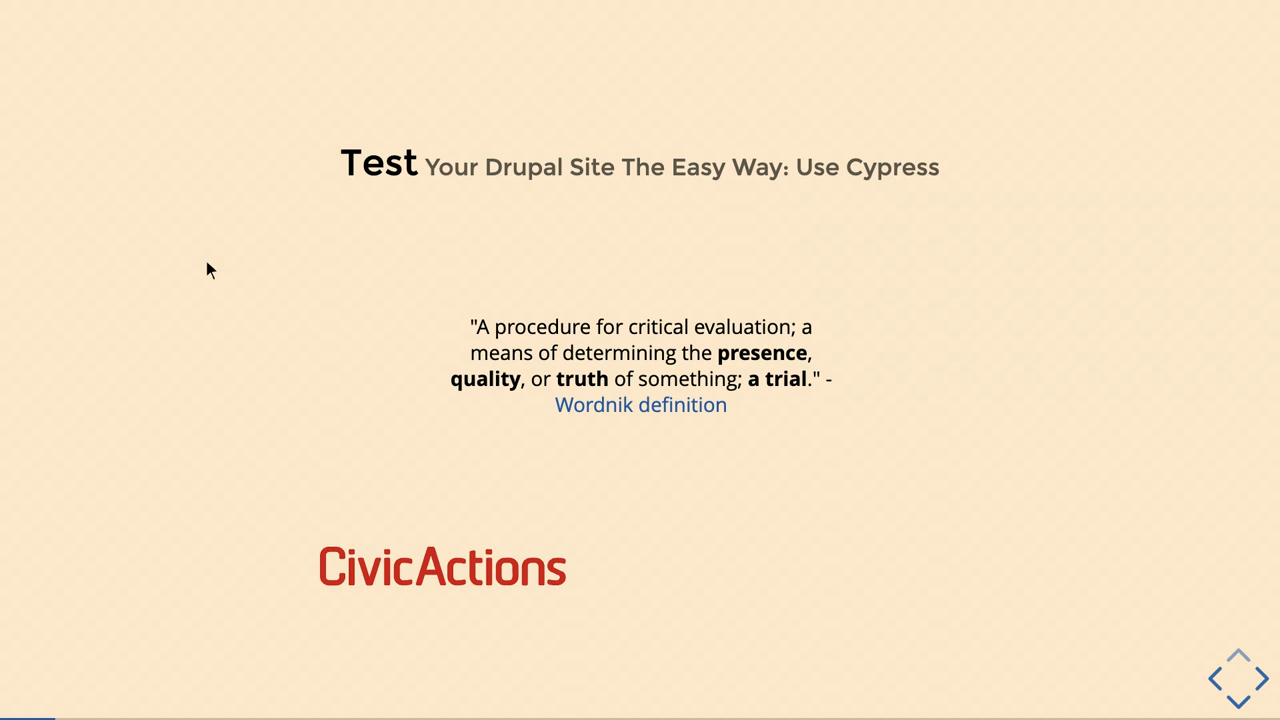 Test Your Drupal Site The Easy Way: Use Cypress
"A procedure for critical evaluation; a
means of determining the presence,
quality, or truth of something; a trial." -
Wordnik definition
CivicActions